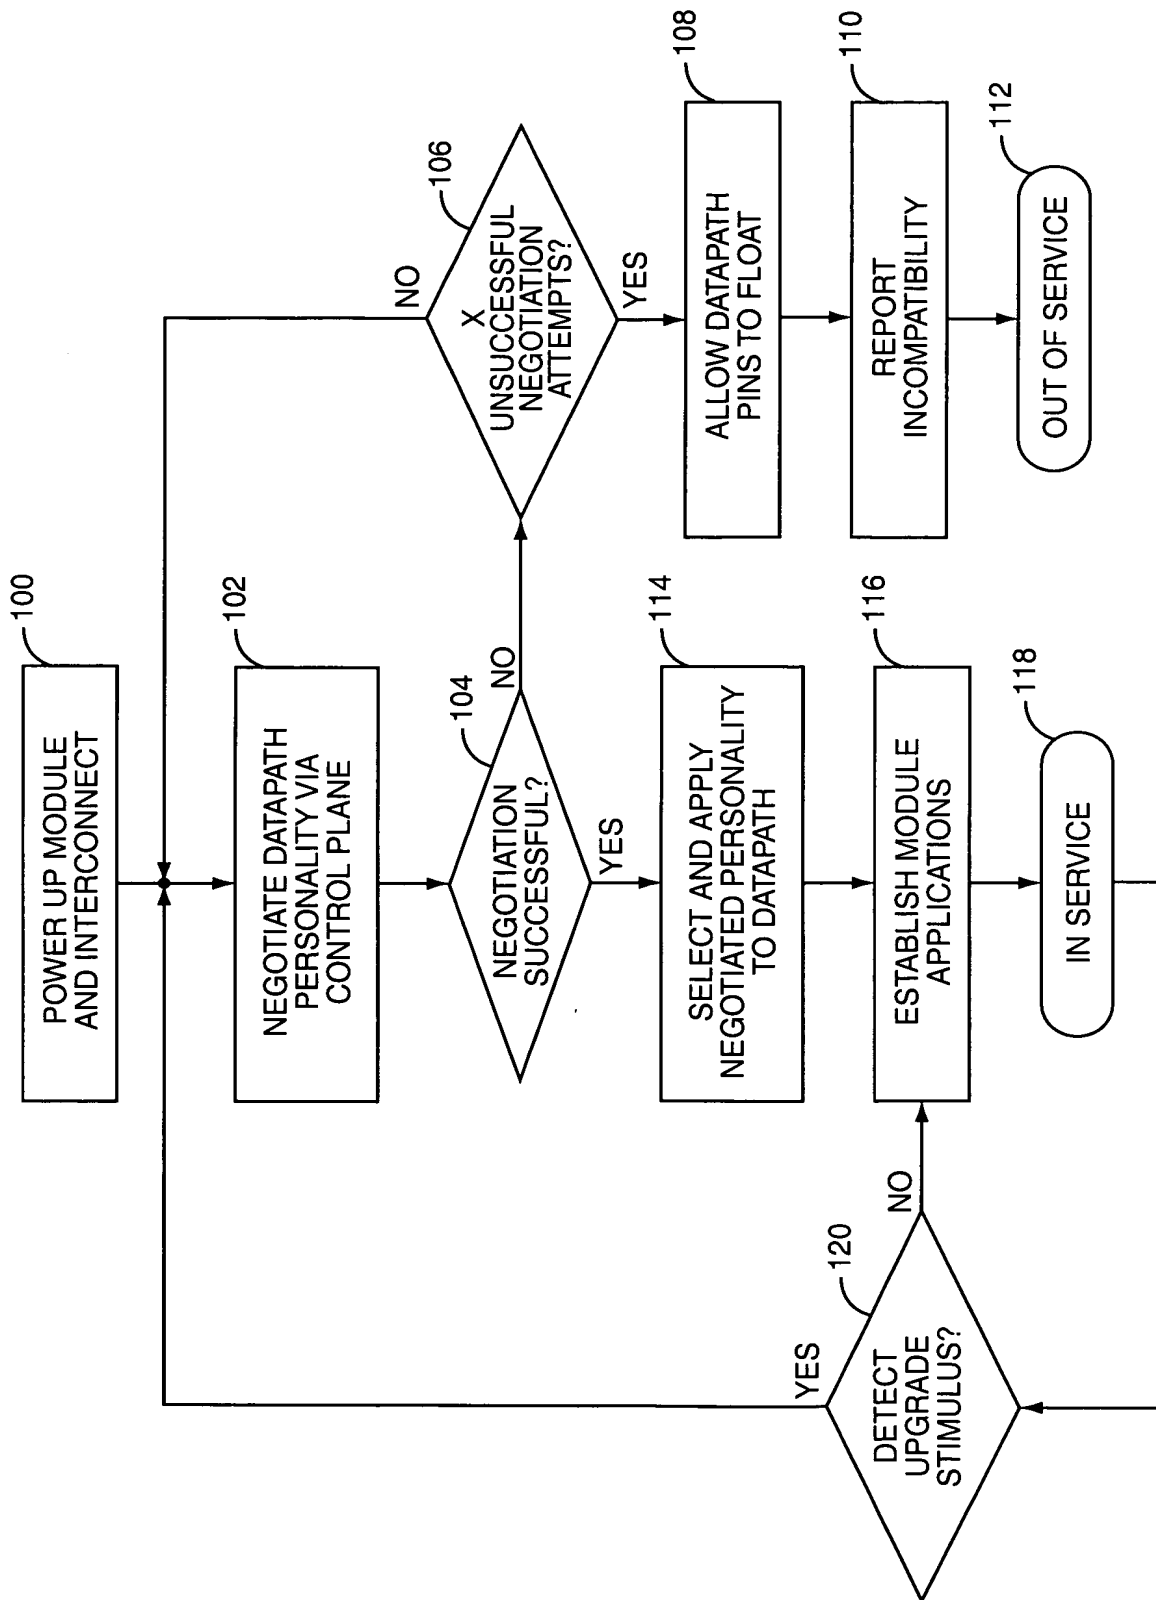 100
POWER UP MODULE
AND INTERCONNECT
102
NEGOTIATE DATAPATH
PERSONALITY VIA
CONTROL PLANE
104
NEGOTIATION
SUCCESSFUL?
NO
YES
106
X
UNSUCCESSFUL
NEGOTIATION
ATTEMPTS?
NO
YES
108
ALLOW DATAPATH
PINS TO FLOAT
110
REPORT
INCOMPATIBILITY
112
OUT OF SERVICE
114
SELECT AND APPLY
NEGOTIATED PERSONALITY
TO DATAPATH
116
ESTABLISH MODULE
APPLICATIONS
118
IN SERVICE
120
DETECT
UPGRADE
STIMULUS?
YES
NO